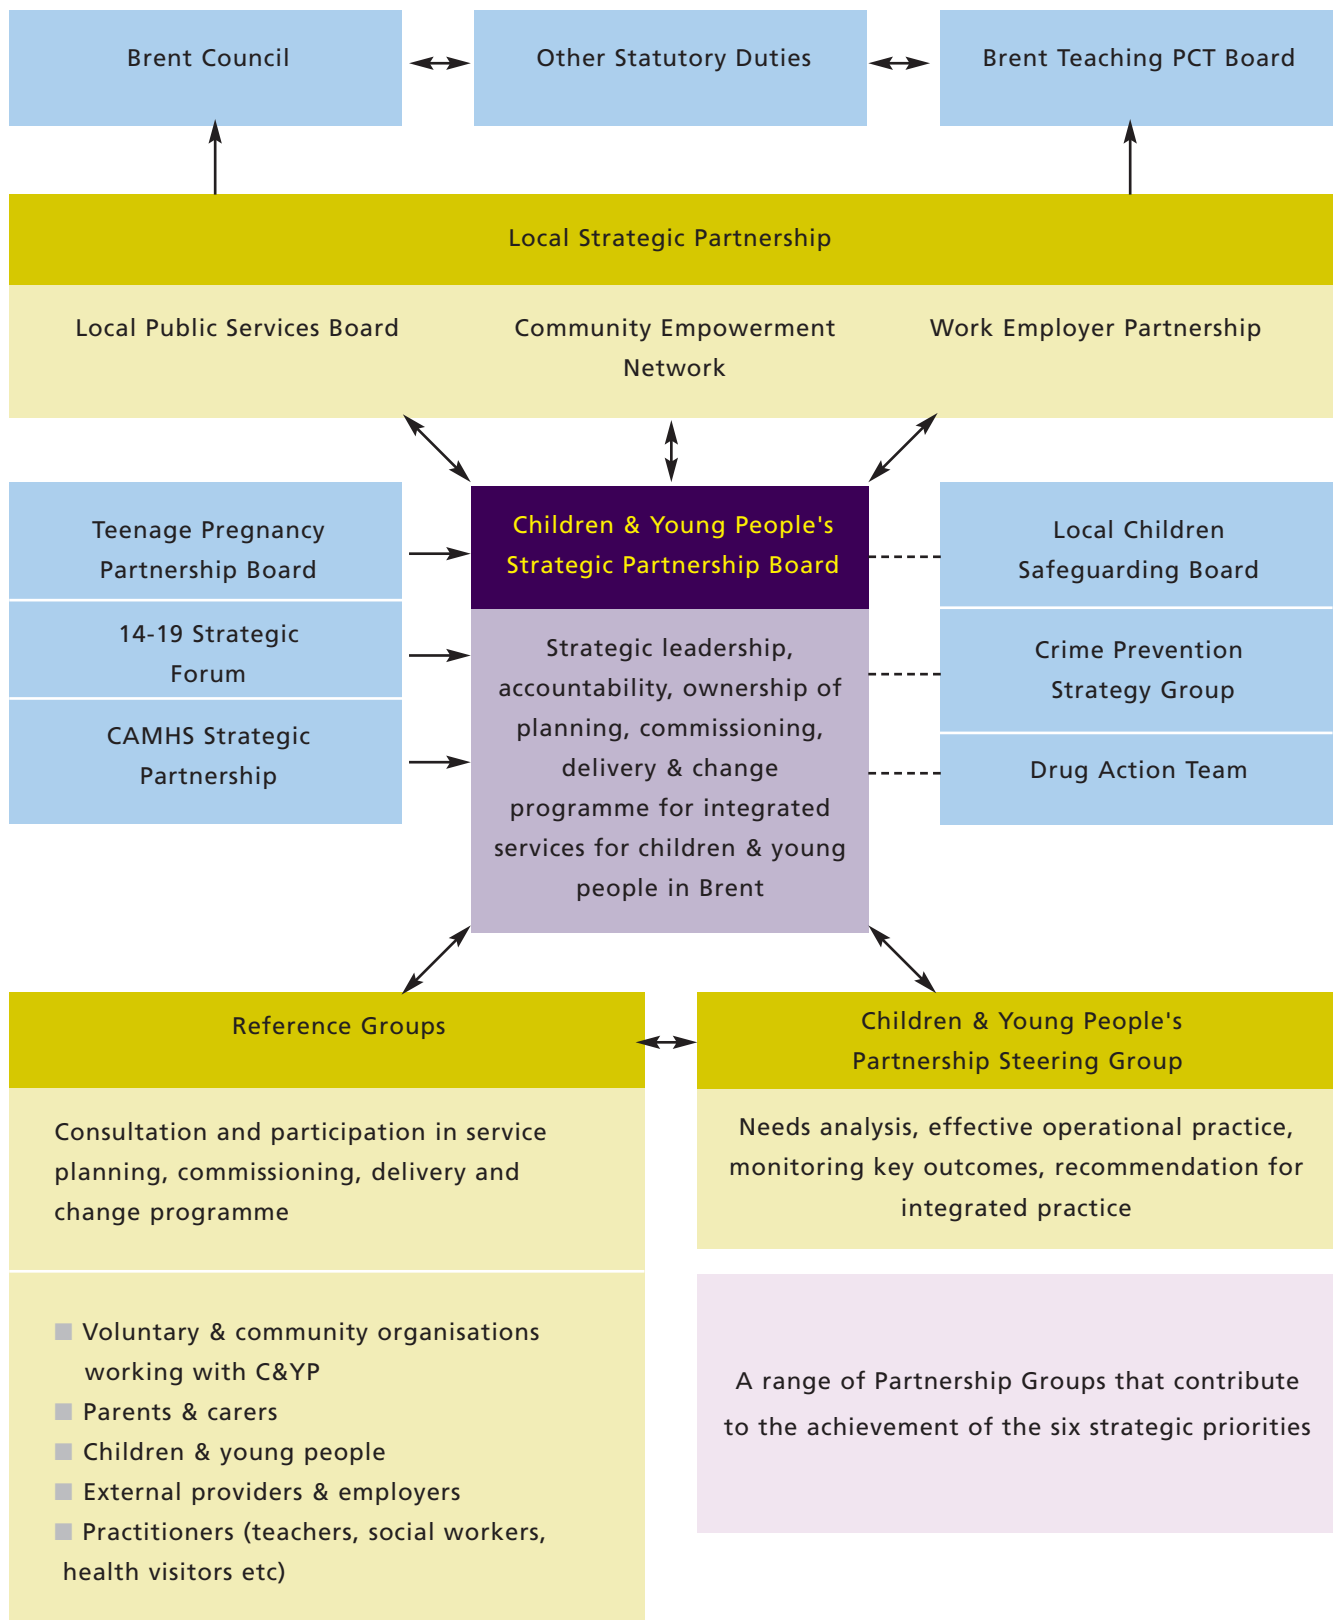 Brent Council
Other Statutory Duties
Brent Teaching PCT Board
Local Strategic Partnership
Local Public Services Board
Community Empowerment
Network
Work Employer Partnership
Teenage Pregnancy
Partnership Board
14-19 Strategic
Forum
CAMHS Strategic
Partnership
Children & Young People's
Strategic Partnership Board
Strategic leadership,
accountability, ownership of
planning, commissioning,
delivery & change
programme for integrated
services for children & young
people in Brent
Local Children
Safeguarding Board
Crime Prevention
Strategy Group
Drug Action Team
Reference Groups
Consultation and participation in service
planning, commissioning, delivery and
change programme
■ Voluntary & community organisations
working with C&YP
■ Parents & carers
■ Children & young people
■ External providers & employers
■ Practitioners (teachers, social workers,
health visitors etc)
Children & Young People's
Partnership Steering Group
Needs analysis, effective operational practice,
monitoring key outcomes, recommendation for
integrated practice
A range of Partnership Groups that contribute
to the achievement of the six strategic priorities